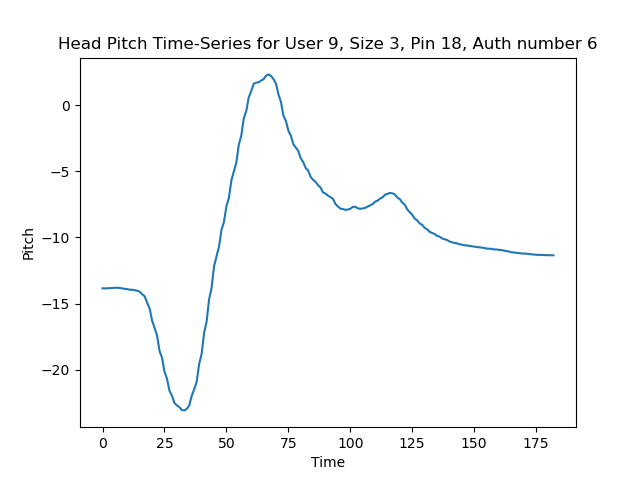 Head Pitch Time-Series for User 9, Size 3, Pin 18, Auth number 6
Pitch
0
−5
−10
−15
−20
0 25 50 75 100 125 150 175
Time